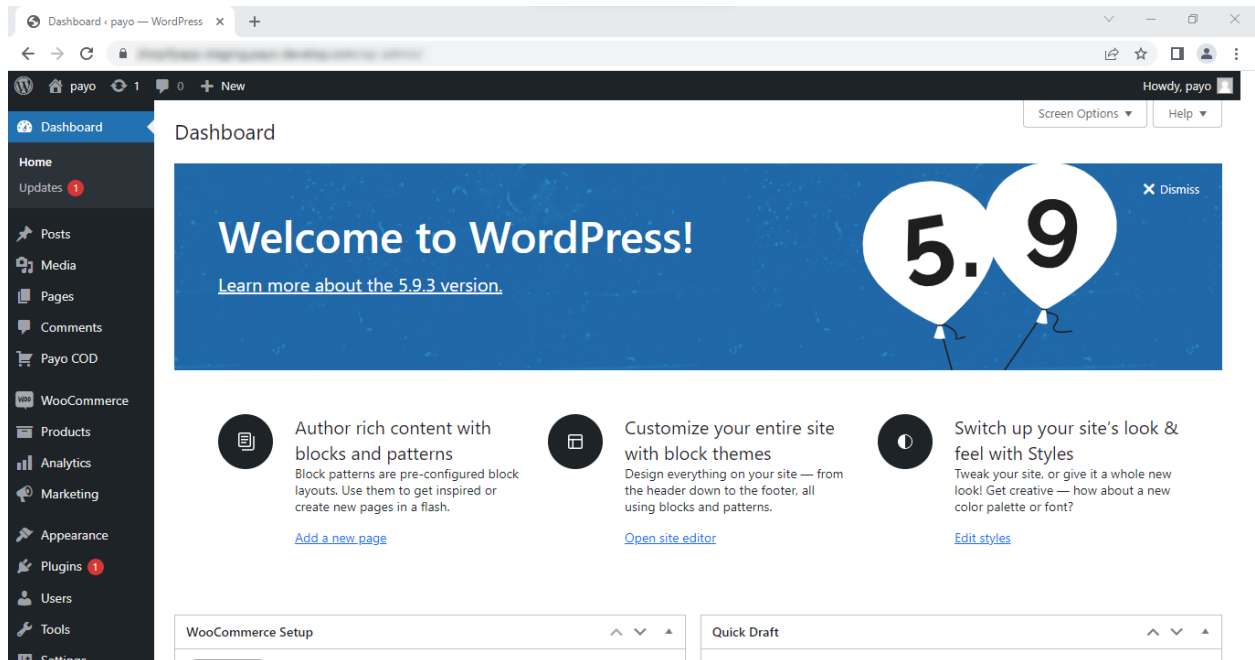 Dashboard ‹ payo — WordPress
payo 1 0 New
Howdy, payo
Dashboard
Home
Updates 1
Posts
Media
Pages
Comments
Payo COD
WooCommerce
Products
Analytics
Marketing
Appearance
Plugins 1
Users
Tools
Settings
Screen Options
Help
Dashboard
Dismiss
Welcome to WordPress!
Learn more about the 5.9.3 version.
5.9
Author rich content with
blocks and patterns
Block patterns are pre-configured block
layouts. Use them to get inspired or
create new pages in a flash.
Add a new page
Customize your entire site
with block themes
Design everything on your site — from
the header down to the footer, all
using blocks and patterns.
Open site editor
Switch up your site’s look &
feel with Styles
Tweak your site, or give it a whole new
look! Get creative — how about a new
color palette or font?
Edit styles
WooCommerce Setup
Quick Draft